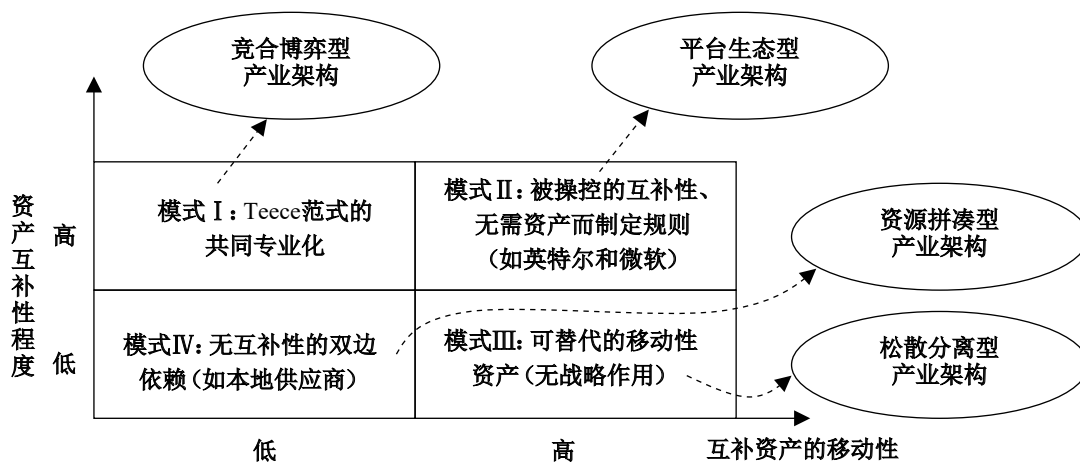 竞合博弈型
产业架构
平台生态型
产业架构
资产互补性程度
高
低
模式Ⅰ:Teece范式的
共同专业化
模式Ⅱ:被操控的互补性、
无需资产而制定规则
(如英特尔和微软)
资源拼凑型
产业架构
模式Ⅳ:无互补性的双边
依赖(如本地供应商)
模式Ⅲ:可替代的移动性
资产(无战略作用)
松散分离型
产业架构
低
高
互补资产的移动性